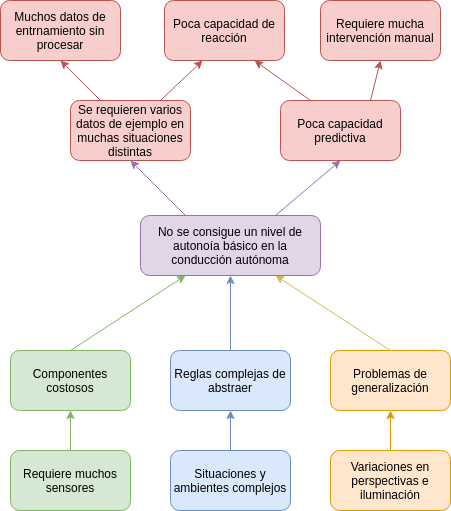 Muchos datos de
entrnamiento sin
procesar
Poca capacidad de
reacción
Requiere mucha
intervención manual
Se requieren varios
datos de ejemplo en
muchas situaciones
distintas
Poca capacidad
predictiva
No se consigue un nivel de
autonoía básico en la
conducción autónoma
Componentes
costosos
Reglas complejas de
abstraer
Problemas de
generalización
Requiere muchos
sensores
Situaciones y
ambientes complejos
Variaciones en
perspectivas e
iluminación